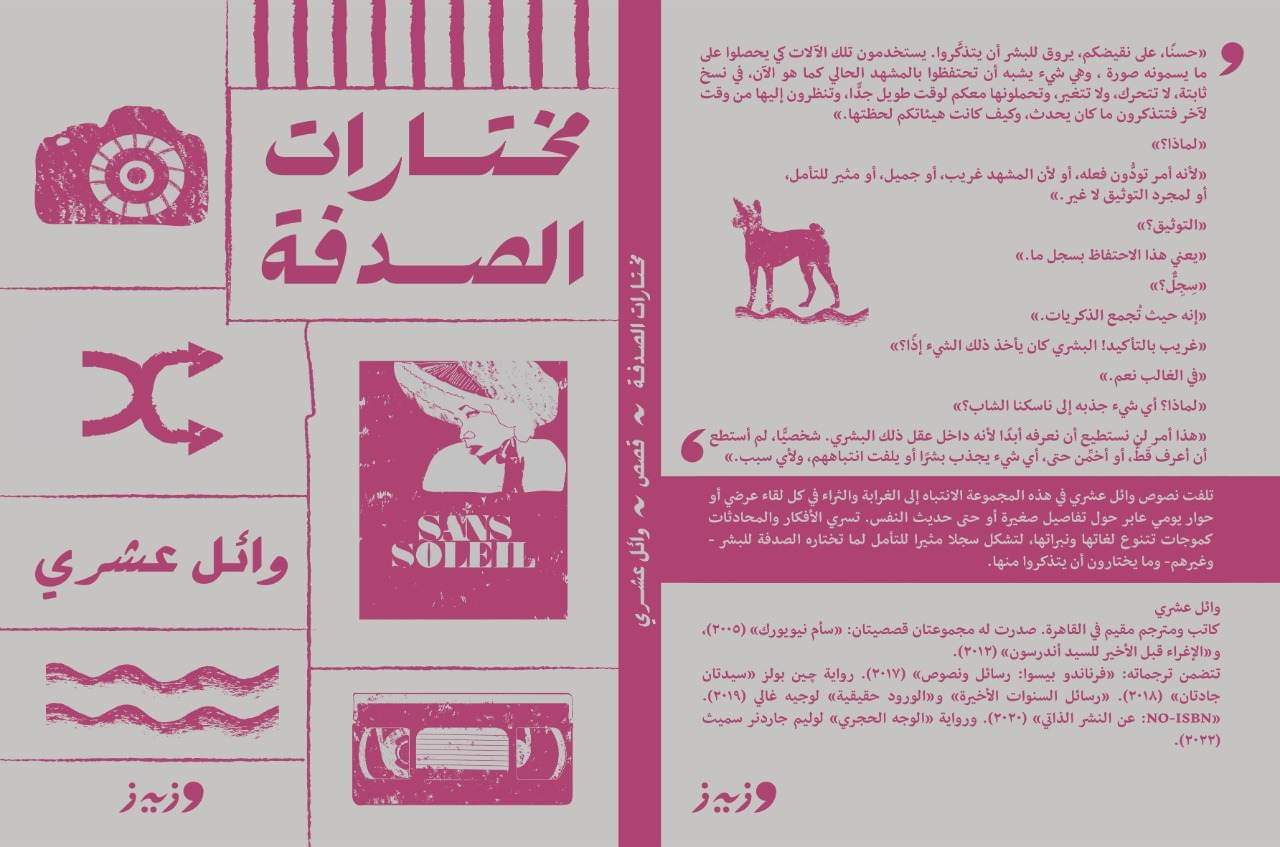 مختارات
الصدفة
SANS
SOLEIL
وائل عشري
وزيز
مختارات الصدفة ~ قصص ~ وائل عشري
«حسنًا، على نقيضكم، يروق للبشر أن يتذكَّروا. يستخدمون تلك الآلات كي يحصلوا على
ما يسمونه صورة ، وهي شيء يشبه أن تحتفظوا بالمشهد الحالي كما هو الآن، في نسخ
ثابتة، لا تتحرك، ولا تتغير، وتحملونها معكم لوقت طويل جدًّا، وتنظرون إليها من وقت
لآخر فتتذكرون ما كان يحدث، وكيف كانت هيئاتكم لحظتها.»
«لماذا؟»
«لأنه أمر تودُّون فعله، أو لأن المشهد غريب، أو جميل، أو مثير للتأمل،
أو لمجرد التوثيق لا غير.»
«التوثيق؟»
«يعني هذا الاحتفاظ بسجل ما.»
«سِجِلٌّ؟»
«إنه حيث تُجمع الذكريات.»
«غريب بالتأكيد! البشري كان يأخذ ذلك الشيء إذًا؟»
«في الغالب نعم.»
«لماذا؟ أي شيء جذبه إلى ناسكنا الشاب؟»
«هذا أمر لن نستطيع أن نعرفه أبدًا لأنه داخل عقل ذلك البشري. شخصيًّا، لم أستطع
أن أعرف قطُّ، أو أخمِّن حتى، أي شيء يجذب بشرًا أو يلفت انتباههم، ولأي سبب.»
تلفت نصوص وائل عشري في هذه المجموعة الانتباه إلى الغرابة والثراء في كل لقاء عرضي أو
حوار يومي عابر حول تفاصيل صغيرة أو حتى حديث النفس. تسري الأفكار والمحادثات
كموجات تتنوع لغاتها ونبراتها، لتشكل سجلا مثيرا للتأمل لما تختاره الصدفة للبشر -
وغيرهم- وما يختارون أن يتذكروا منها.
وائل عشري
كاتب ومترجم مقيم في القاهرة. صدرت له مجموعتان قصصيتان: «سأم نيويورك» (٢٠٠٥)،
و«الإغراء قبل الأخير للسيد أندرسون» (٢٠١٢).
تتضمن ترجماته: «فرناندو بيسوا: رسائل ونصوص» (٢٠١٧). رواية چين بولز «سيدتان
جادتان» (٢٠١٨). «رسائل السنوات الأخيرة» و«الورود حقيقية» لوجيه غالي (٢٠١٩).
«NO-ISBN: عن النشر الذاتي» (٢٠٢٠). ورواية «الوجه الحجري» لوليم جاردنر سميث
(٢٠٢٢).
وزيز